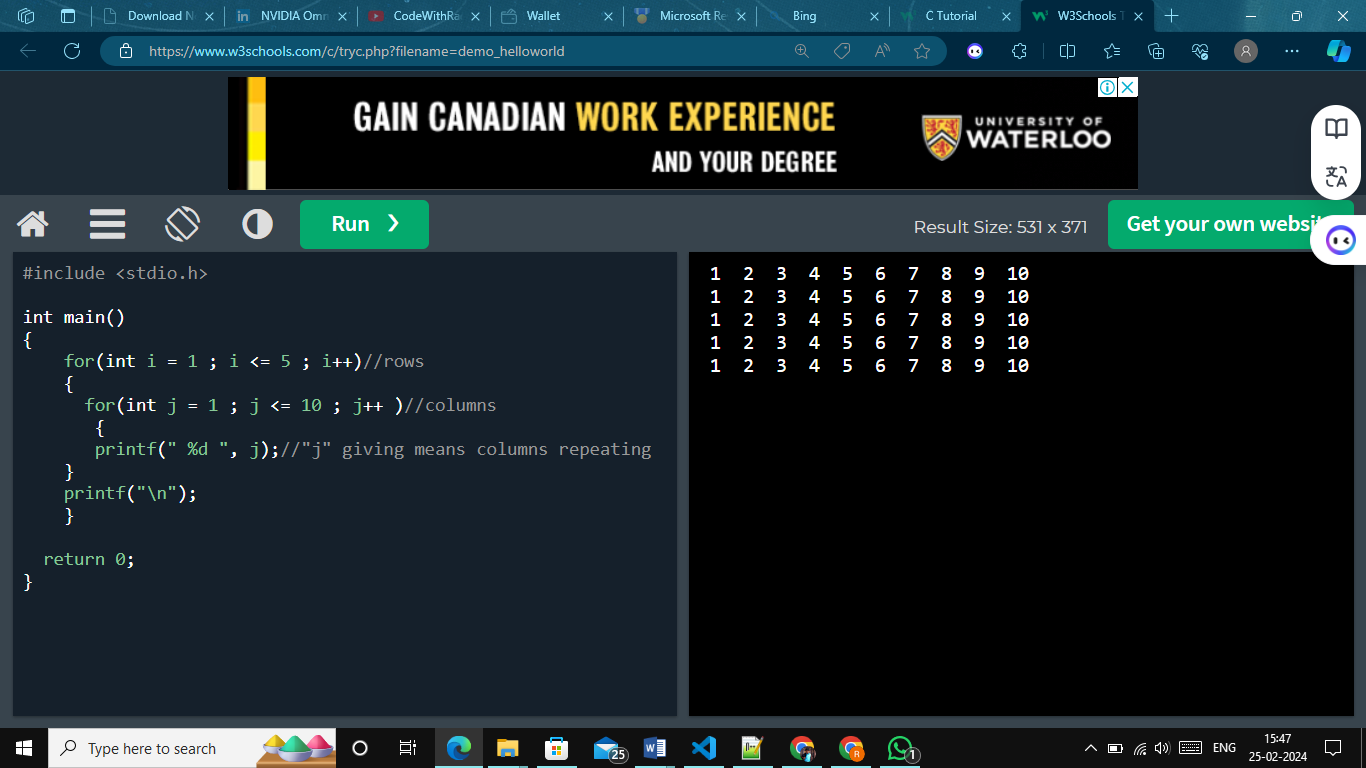 Download N
NVIDIA Omn
CodeWithRa
Wallet
Microsoft Re
Bing
C Tutorial
W3Schools T
https://www.w3schools.com/c/tryc.php?filename=demo_helloworld
GAIN CANADIAN WORK EXPERIENCE
AND YOUR DEGREE
UNIVERSITY OF
WATERLOO
Run ❯
Result Size: 531 x 371
Get your own websit
#include <stdio.h>
int main()
{
for(int i = 1 ; i <= 5 ; i++)//rows
{
for(int j = 1 ; j <= 10 ; j++ )//columns
{
printf(" %d ", j);//"j" giving means columns repeating
}
printf("\n");
}
return 0;
}
1 2 3 4 5 6 7 8 9 10
1 2 3 4 5 6 7 8 9 10
1 2 3 4 5 6 7 8 9 10
1 2 3 4 5 6 7 8 9 10
1 2 3 4 5 6 7 8 9 10
Type here to search
25
1
ENG
15:47
25-02-2024